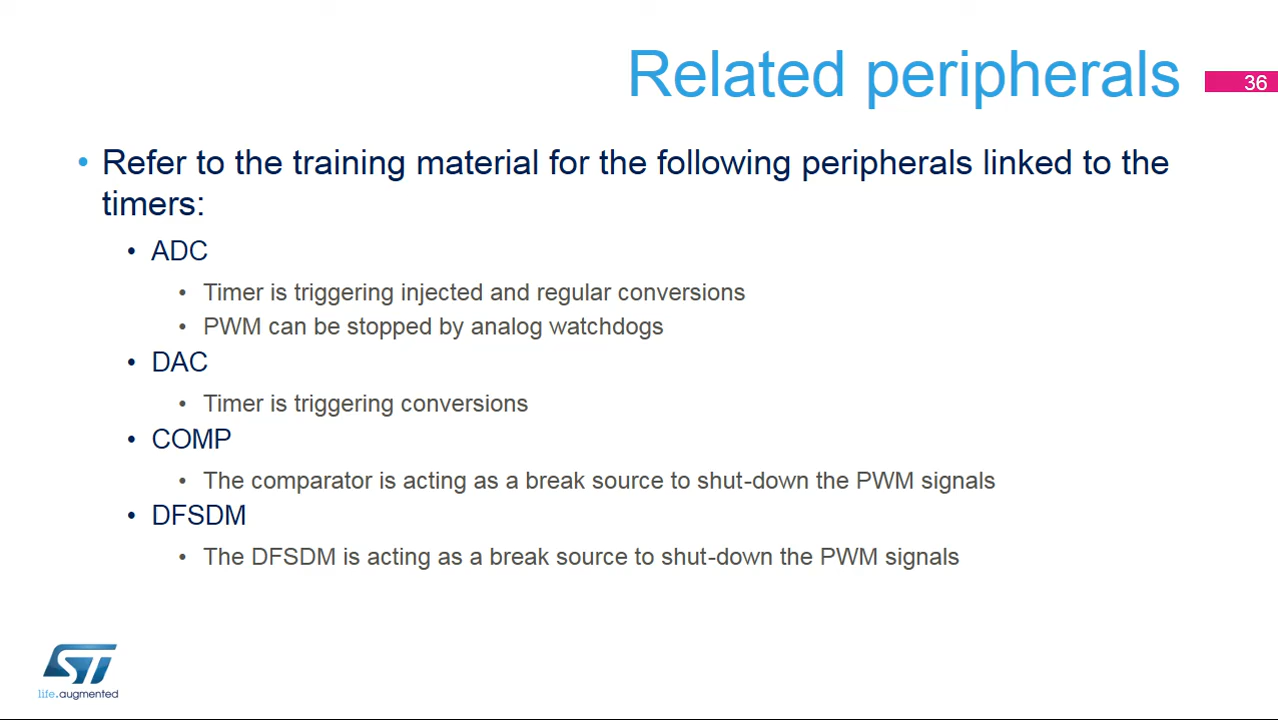 Related peripherals
36
• Refer to the training material for the following peripherals linked to the
timers:
• ADC
• Timer is triggering injected and regular conversions
• PWM can be stopped by analog watchdogs
• DAC
• Timer is triggering conversions
• COMP
• The comparator is acting as a break source to shut-down the PWM signals
• DFSDM
• The DFSDM is acting as a break source to shut-down the PWM signals
ST
life.augmented